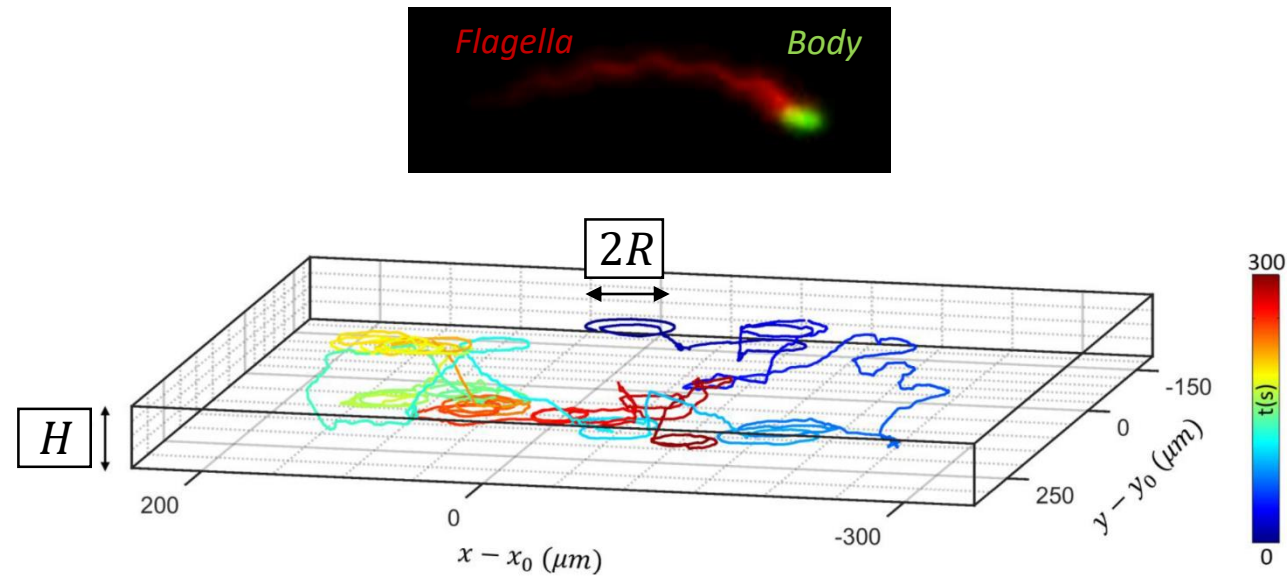 Flagella
Body
2R
H
300
t(s)
0
-150
0
250
y − y₀ (μm)
200
0
-300
x − x₀ (μm)